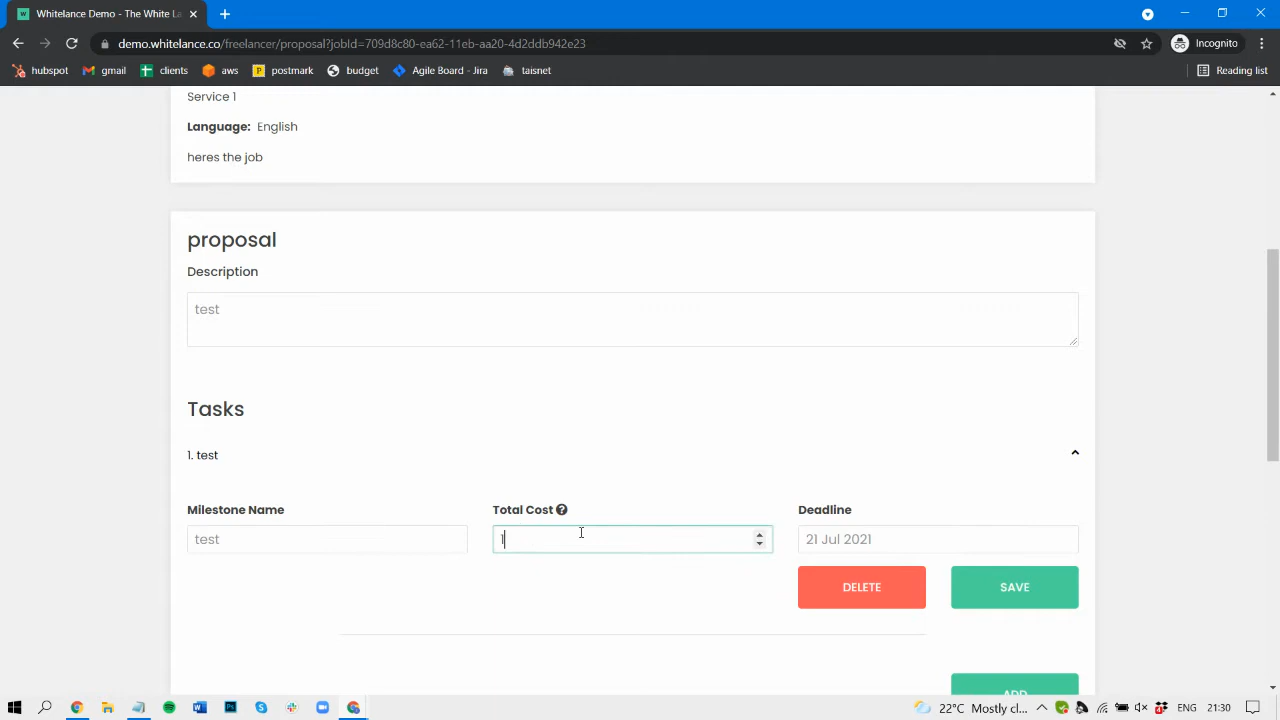 Whitelance Demo - The White La
demo.whitelance.co/freelancer/proposal?jobId=709d8c80-ea62-11eb-aa20-4d2ddb942e23
Incognito
hubspot gmail clients aws postmark budget Agile Board - Jira taisnet Reading list
Service 1
Language: English
heres the job
proposal
Description
test
Tasks
1. test
Milestone Name Total Cost Deadline
test 1 21 Jul 2021
DELETE SAVE
ADD
22°C Mostly cl... ENG 21:30